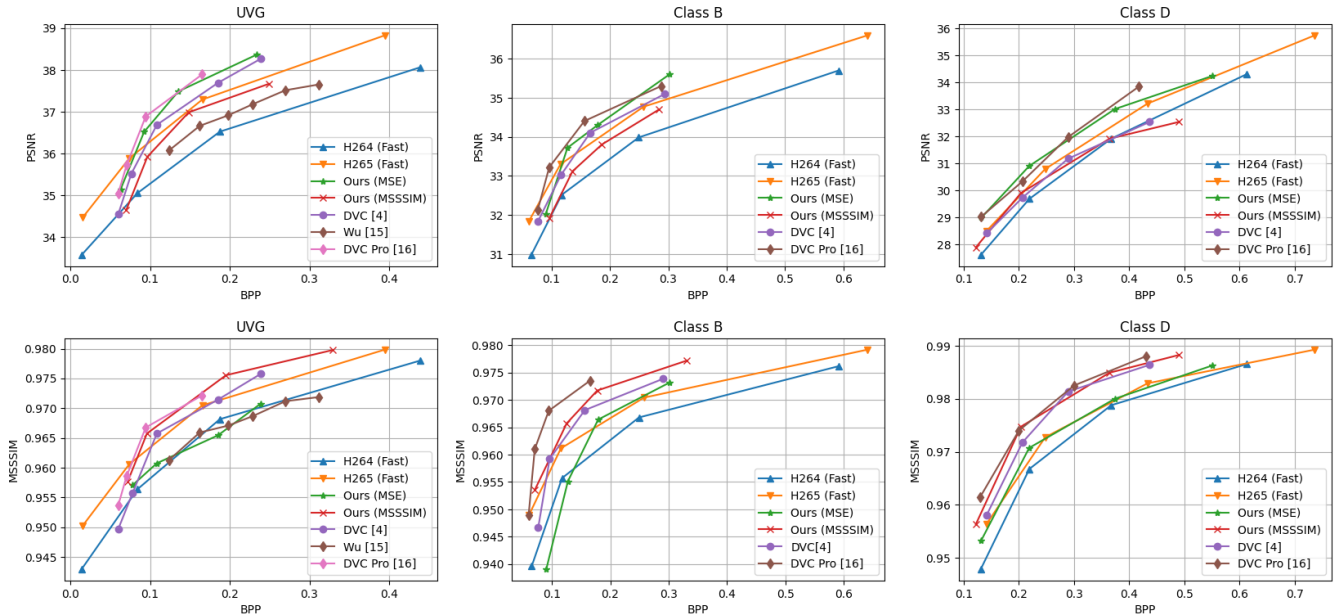 UVG
39
38
37
36
35
34
PSNR
0.0 0.1 0.2 0.3 0.4
BPP
H264 (Fast)
H265 (Fast)
Ours (MSE)
Ours (MSSSIM)
DVC [4]
Wu [15]
DVC Pro [16]
Class B
36
35
34
33
32
31
PSNR
0.1 0.2 0.3 0.4 0.5 0.6
BPP
H264 (Fast)
H265 (Fast)
Ours (MSE)
Ours (MSSSIM)
DVC [4]
DVC Pro [16]
Class D
36
35
34
33
32
31
30
29
28
PSNR
0.1 0.2 0.3 0.4 0.5 0.6 0.7
BPP
H264 (Fast)
H265 (Fast)
Ours (MSE)
Ours (MSSSIM)
DVC [4]
DVC Pro [16]
UVG
0.980
0.975
0.970
0.965
0.960
0.955
0.950
0.945
MSSSIM
0.0 0.1 0.2 0.3 0.4
BPP
H264 (Fast)
H265 (Fast)
Ours (MSE)
Ours (MSSSIM)
DVC [4]
Wu [15]
DVC Pro [16]
Class B
0.980
0.975
0.970
0.965
0.960
0.955
0.950
0.945
0.940
MSSSIM
0.1 0.2 0.3 0.4 0.5 0.6
BPP
H264 (Fast)
H265 (Fast)
Ours (MSE)
Ours (MSSSIM)
DVC[4]
DVC Pro [16]
Class D
0.99
0.98
0.97
0.96
0.95
MSSSIM
0.1 0.2 0.3 0.4 0.5 0.6 0.7
BPP
H264 (Fast)
H265 (Fast)
Ours (MSE)
Ours (MSSSIM)
DVC [4]
DVC Pro [16]